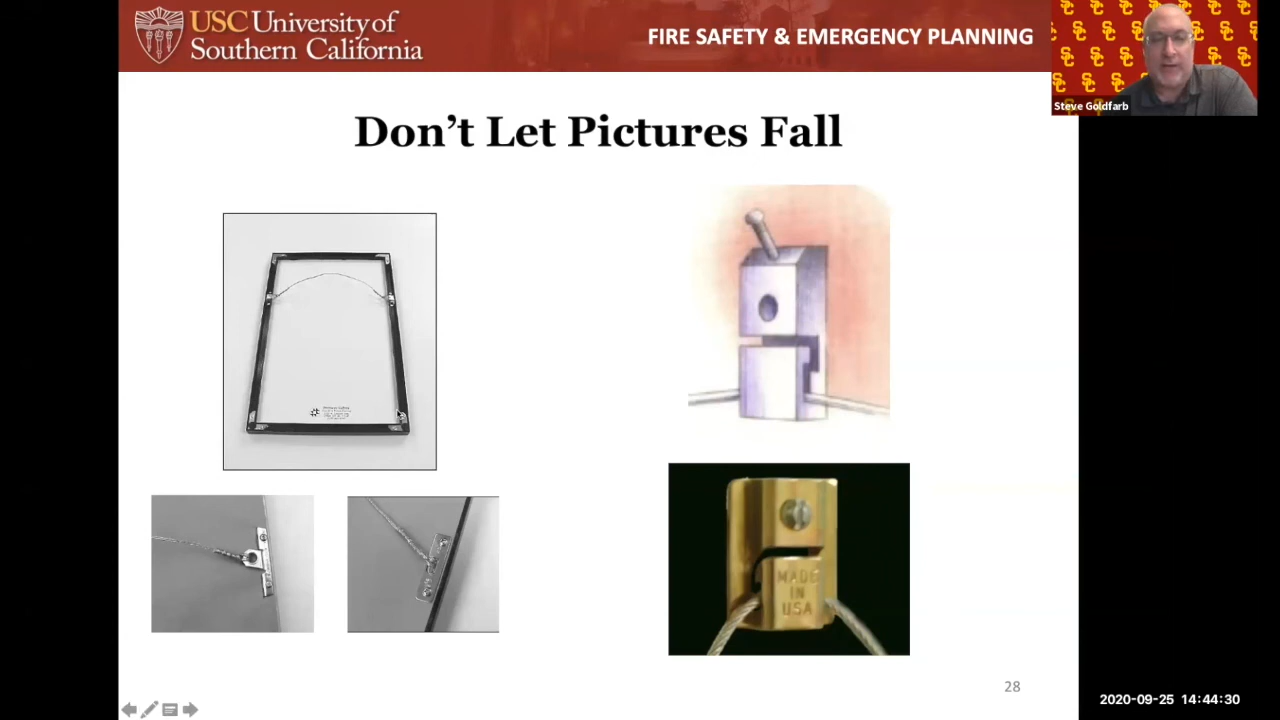 USC University of
Southern California
FIRE SAFETY & EMERGENCY PLANNING
Steve Goldfarb
Don't Let Pictures Fall
MADE
IN
USA
28
2020-09-25 14:44:30